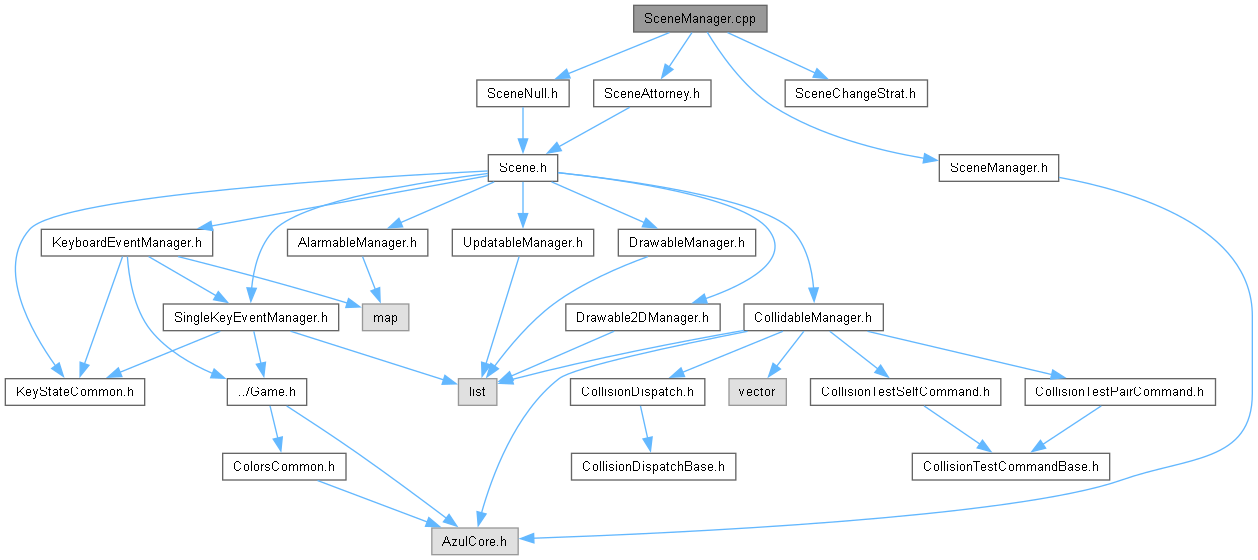 SceneManager.cpp
SceneNull.h
SceneAttorney.h
SceneChangeStrat.h
Scene.h
SceneManager.h
KeyboardEventManager.h
AlarmableManager.h
UpdatableManager.h
DrawableManager.h
SingleKeyEventManager.h
map
Drawable2DManager.h
CollidableManager.h
KeyStateCommon.h
../Game.h
list
CollisionDispatch.h
vector
CollisionTestSelfCommand.h
CollisionTestPairCommand.h
ColorsCommon.h
CollisionDispatchBase.h
CollisionTestCommandBase.h
AzulCore.h